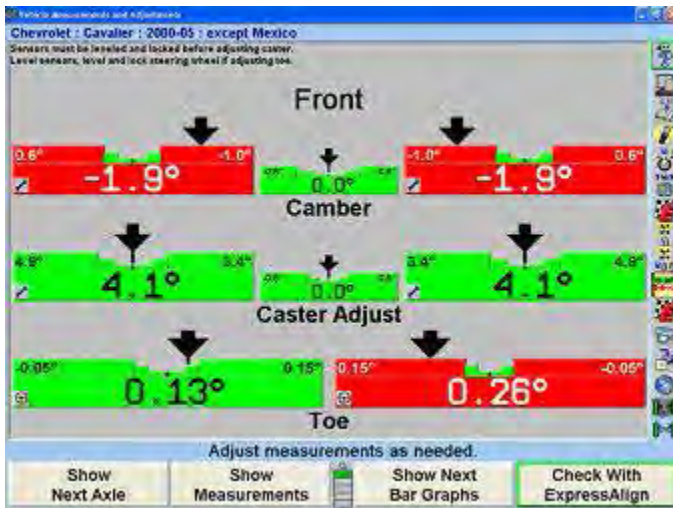 Vehicle Measurements and Adjustments
Chevrolet : Cavalier : 2000-05 : except Mexico
Sensors must be leveled and locked before adjusting caster.
Level sensors, level and lock steering wheel if adjusting toe.
Front
0.6° -1.0° -1.0° 0.6°
-1.9° 0.0° -1.9°
Camber
4.8° 3.4° 3.4° 4.8°
4.1° 0.0° 4.1°
Caster Adjust
-0.05° 0.15° 0.15° -0.05°
0.13° 0.26°
Toe
Adjust measurements as needed.
Show Show Show Next Check With
Next Axle Measurements Bar Graphs ExpressAlign